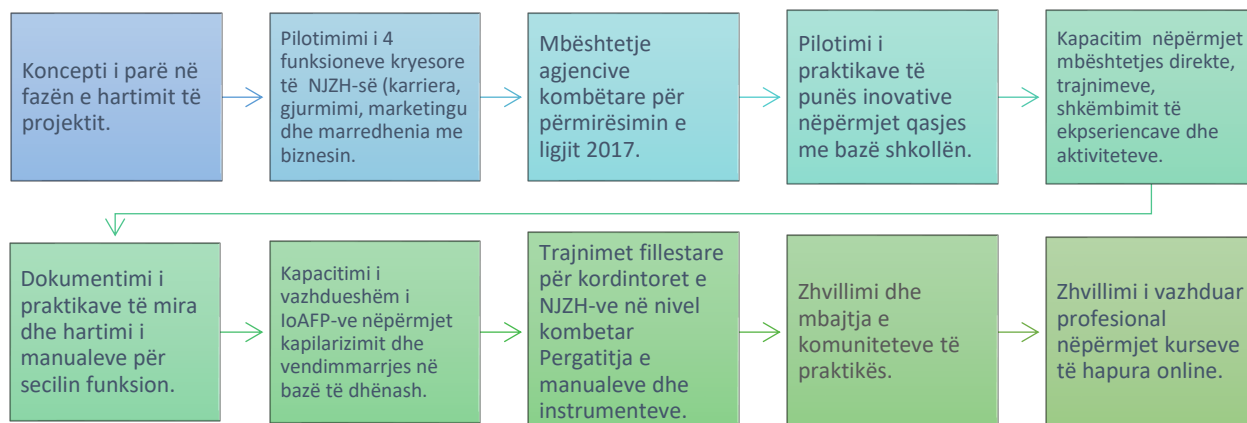 Koncepti i parë në
fazën e hartimit të
projektit.
Pilotimimi i 4
funksioneve kryesore
të NJZH-së (karriera,
gjurmimi, marketingu
dhe marredhenia me
biznesin.
Mbështetje
agjencive
kombëtare për
përmirësimin e
ligjit 2017.
Pilotimi i
praktikave të
punës inovative
nëpërmjet qasjes
me bazë shkollën.
Kapacitim nëpërmjet
mbështetjes direkte,
trajnimeve,
shkëmbimit të
ekpseriencave dhe
aktiviteteve.
Dokumentimi i
praktikave të mira
dhe hartimi i
manualeve për
secilin funksion.
Kapacitimi i
vazhdueshëm i
IoAFP-ve nëpërmjet
kapilarizimit dhe
vendimmarrjes në
bazë të dhënash.
Trajnimet fillestare
për kordintoret e
NJZH-ve në nivel
kombetar
Pergatitja e
manualeve dhe
instrumenteve.
Zhvillimi dhe
mbajtja e
komuniteteve të
praktikës.
Zhvillimi i vazhduar
profesional
nëpërmjet kurseve
të hapura online.